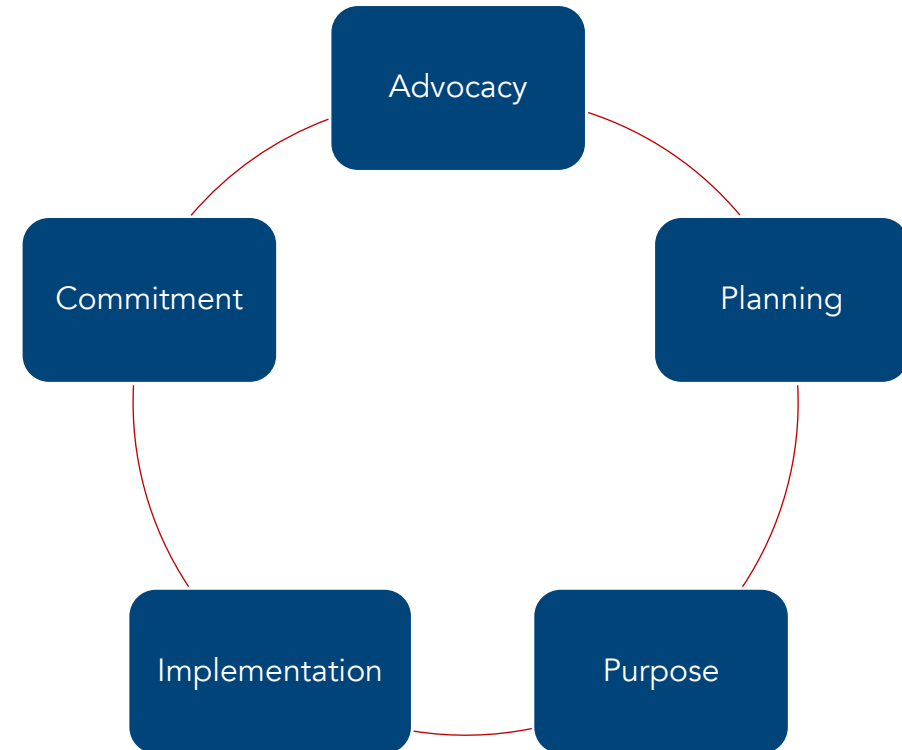 Advocacy
Planning
Purpose
Implementation
Commitment